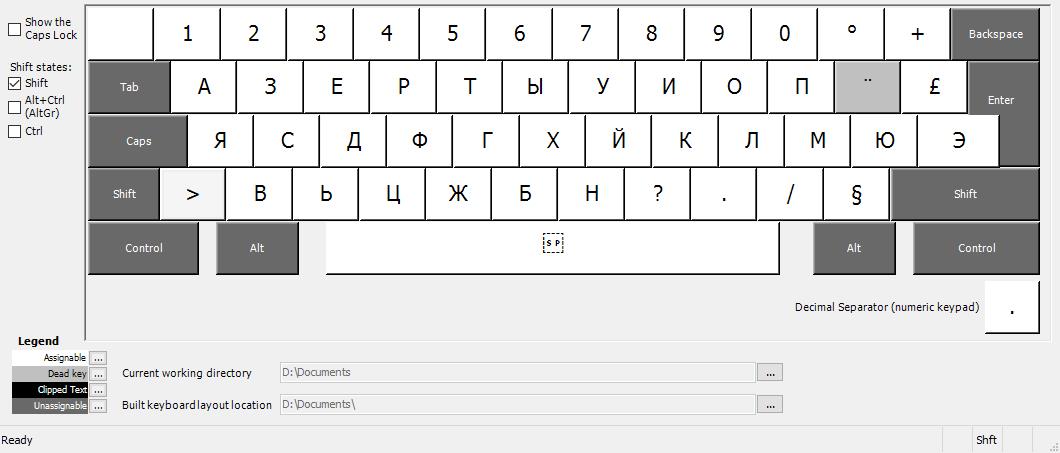 Show the
Caps Lock
Shift states:
Shift
Alt+Ctrl
(AltGr)
Ctrl
1 2 3 4 5 6 7 8 9 0 ° + Backspace
Tab А З Е Р Т Ы У И О П ¨ £ Enter
Caps Я С Д Ф Г Х Й К Л М Ю Э
Shift > В Ь Ц Ж Б Н ? . / § Shift
Control Alt SP Alt Control
Decimal Separator (numeric keypad) .
Legend
Assignable ...
Dead key ...
Clipped Text ...
Unassignable ...
Current working directory D:\Documents ...
Built keyboard layout location D:\Documents\ ...
Ready Shft